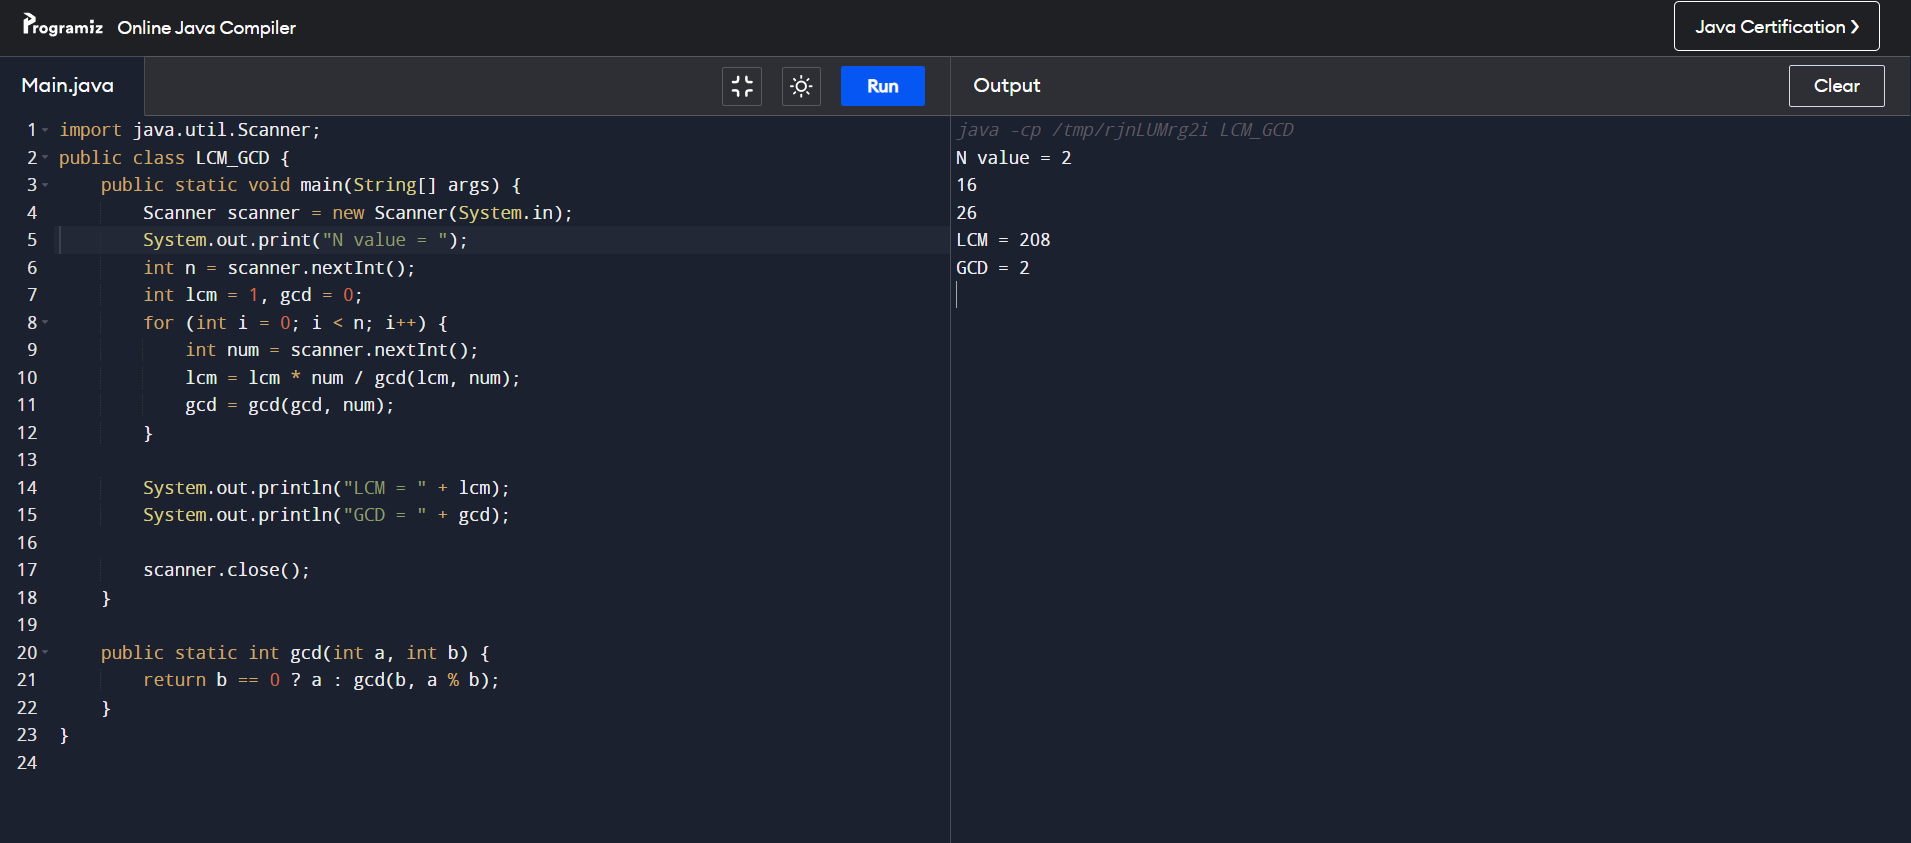 Programiz Online Java Compiler
Java Certification ❯
Main.java
Run
Output
Clear
1 import java.util.Scanner;
2 public class LCM_GCD {
3     public static void main(String[] args) {
4         Scanner scanner = new Scanner(System.in);
5         System.out.print("N value = ");
6         int n = scanner.nextInt();
7         int lcm = 1, gcd = 0;
8         for (int i = 0; i < n; i++) {
9             int num = scanner.nextInt();
10             lcm = lcm * num / gcd(lcm, num);
11             gcd = gcd(gcd, num);
12         }
13
14         System.out.println("LCM = " + lcm);
15         System.out.println("GCD = " + gcd);
16
17         scanner.close();
18     }
19
20     public static int gcd(int a, int b) {
21         return b == 0 ? a : gcd(b, a % b);
22     }
23 }
24
java -cp /tmp/rjnLUMrg2i LCM_GCD
N value = 2
16
26
LCM = 208
GCD = 2